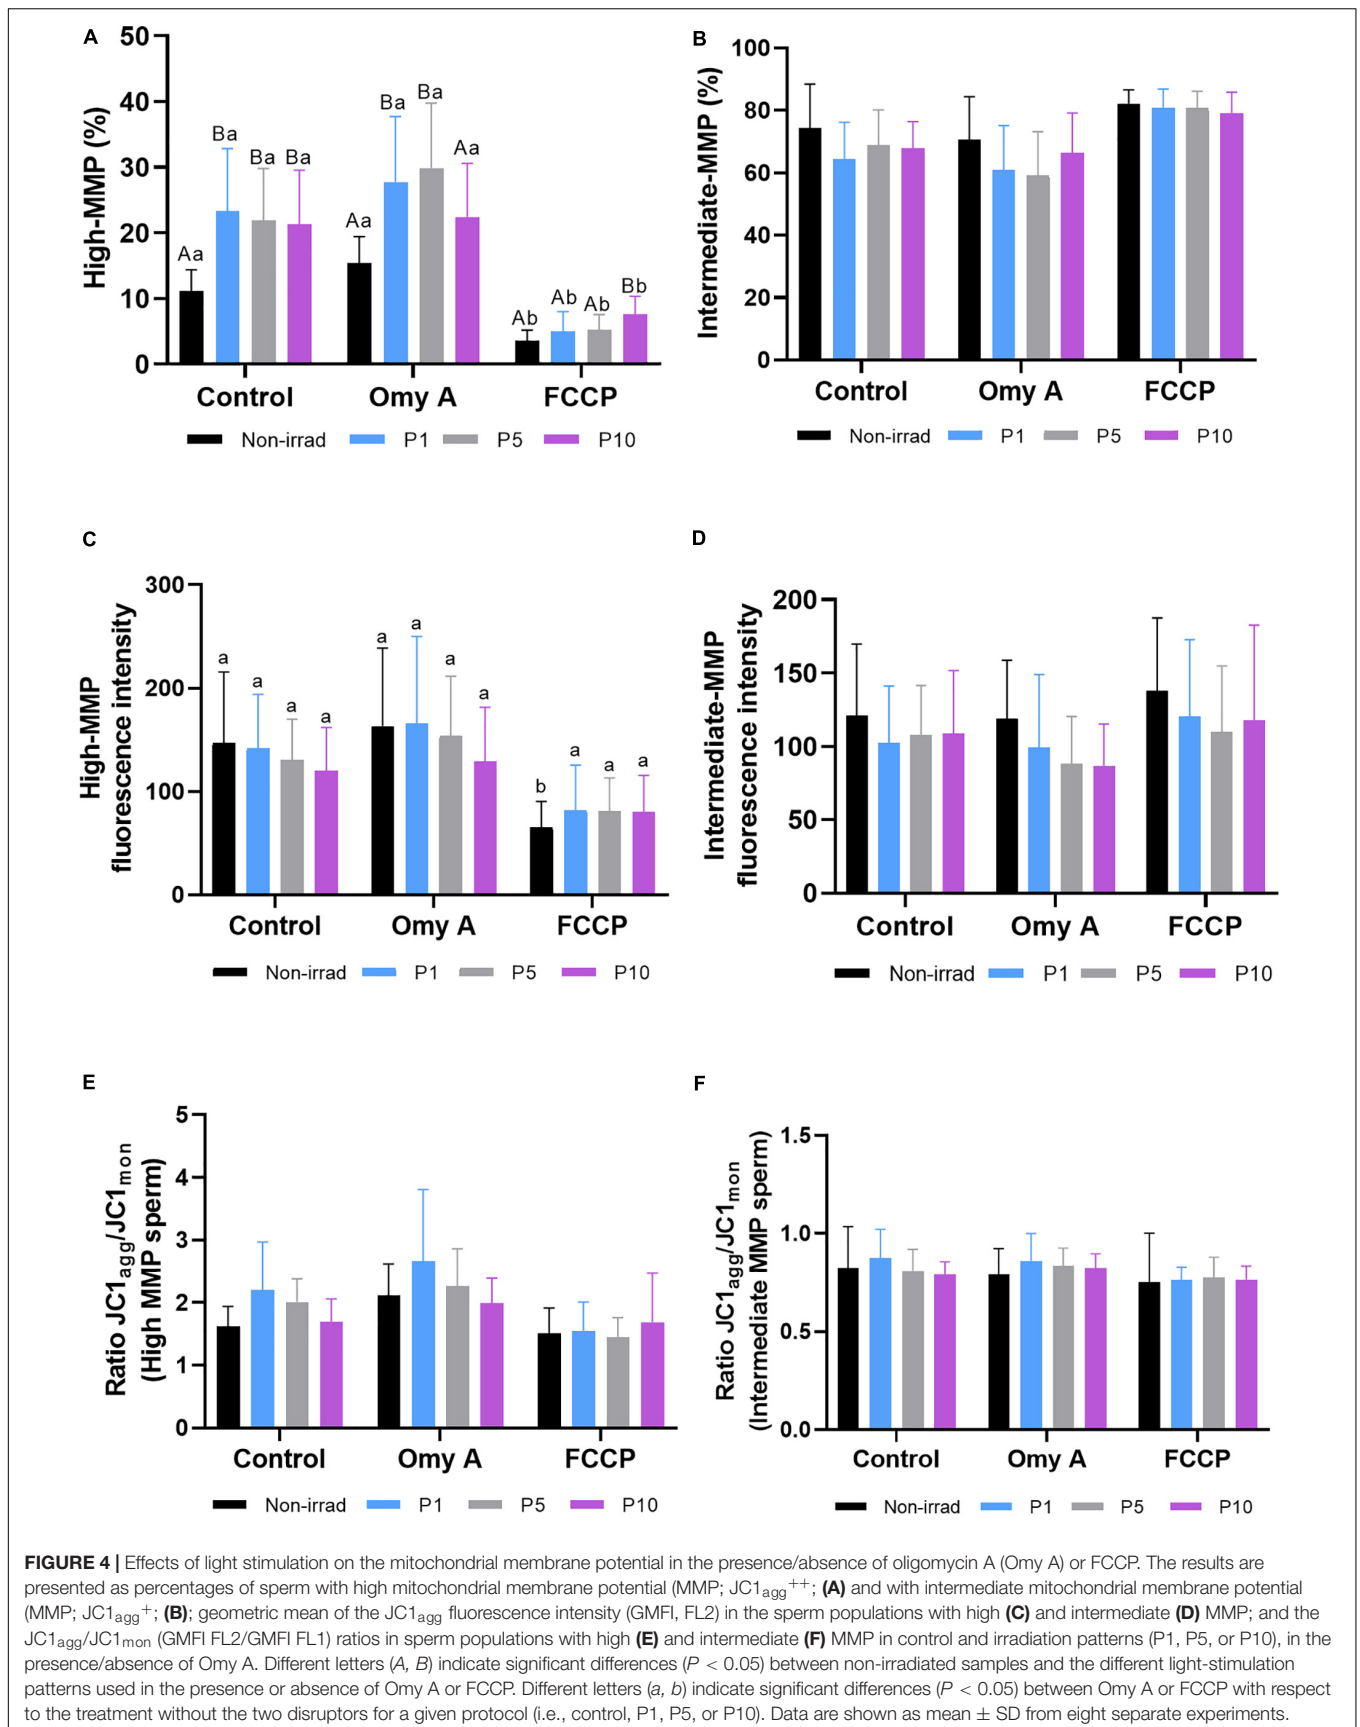 A
50
40
30
20
10
0
High-MMP (%)
Aa Ba Ba Ba
Aa Ba Ba Aa
Ab Ab Ab Bb
Control Omy A FCCP
Non-irrad P1 P5 P10
B
100
80
60
40
20
0
Intermediate-MMP (%)
Control Omy A FCCP
Non-irrad P1 P5 P10
C
300
200
100
0
High-MMP
fluorescence intensity
a a a a
a a a a
b a a a
Control Omy A FCCP
Non-irrad P1 P5 P10
D
200
150
100
50
0
Intermediate-MMP
fluorescence intensity
Control Omy A FCCP
Non-irrad P1 P5 P10
E
5
4
3
2
1
0
Ratio JC1agg/JC1mon
(High MMP sperm)
Control Omy A FCCP
Non-irrad P1 P5 P10
F
1.5
1.0
0.5
0.0
Ratio JC1agg/JC1mon
(Intermediate MMP sperm)
Control Omy A FCCP
Non-irrad P1 P5 P10
FIGURE 4 | Effects of light stimulation on the mitochondrial membrane potential in the presence/absence of oligomycin A (Omy A) or FCCP. The results are
presented as percentages of sperm with high mitochondrial membrane potential (MMP; JC1agg++; (A) and with intermediate mitochondrial membrane potential
(MMP; JC1agg+; (B); geometric mean of the JC1agg fluorescence intensity (GMFI, FL2) in the sperm populations with high (C) and intermediate (D) MMP; and the
JC1agg/JC1mon (GMFI FL2/GMFI FL1) ratios in sperm populations with high (E) and intermediate (F) MMP in control and irradiation patterns (P1, P5, or P10), in the
presence/absence of Omy A. Different letters (A, B) indicate significant differences (P < 0.05) between non-irradiated samples and the different light-stimulation
patterns used in the presence or absence of Omy A or FCCP. Different letters (a, b) indicate significant differences (P < 0.05) between Omy A or FCCP with respect
to the treatment without the two disruptors for a given protocol (i.e., control, P1, P5, or P10). Data are shown as mean ± SD from eight separate experiments.